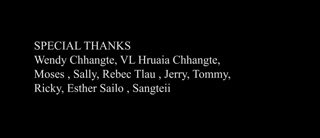 SPECIAL THANKS
Wendy Chhangte, VL Hruaia Chhangte,
Moses , Sally, Rebec Tlau , Jerry, Tommy,
Ricky, Esther Sailo , Sangteii